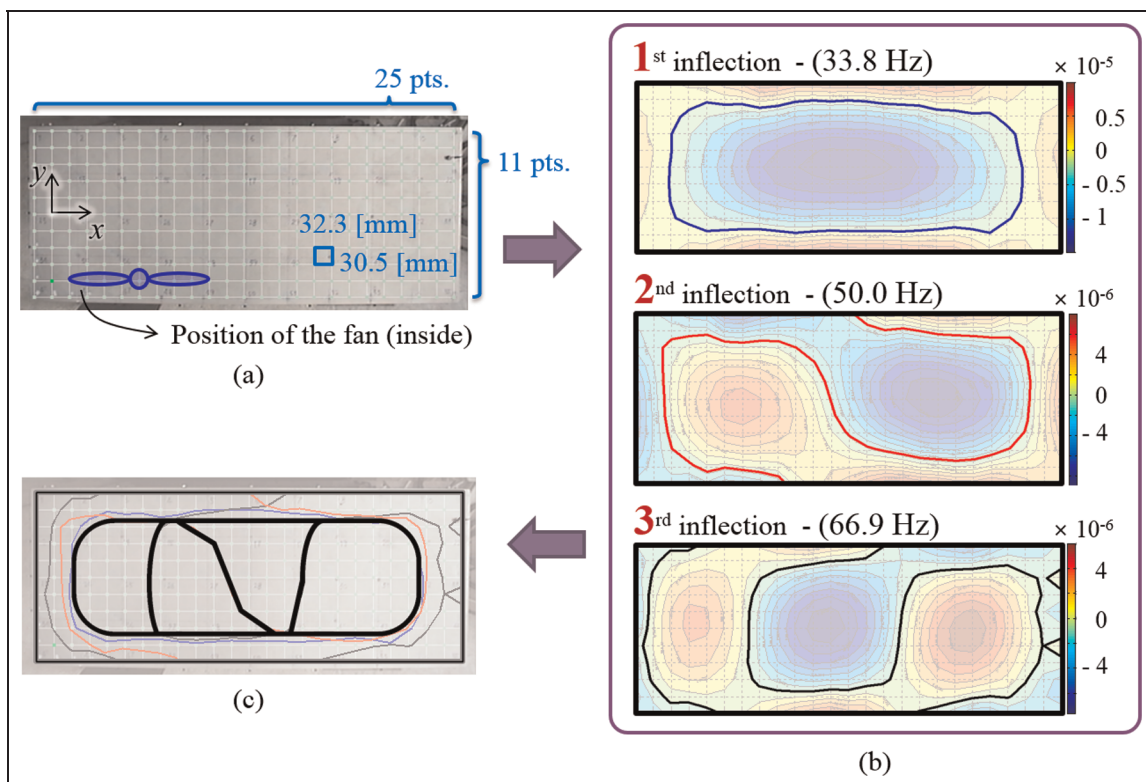 25 pts.
11 pts.
y
x
32.3 [mm]
30.5 [mm]
Position of the fan (inside)
(a)
1st inflection - (33.8 Hz)
× 10-5
0.5
0
- 0.5
- 1
2nd inflection - (50.0 Hz)
× 10-6
4
0
- 4
3rd inflection - (66.9 Hz)
× 10-6
4
0
- 4
(b)
(c)